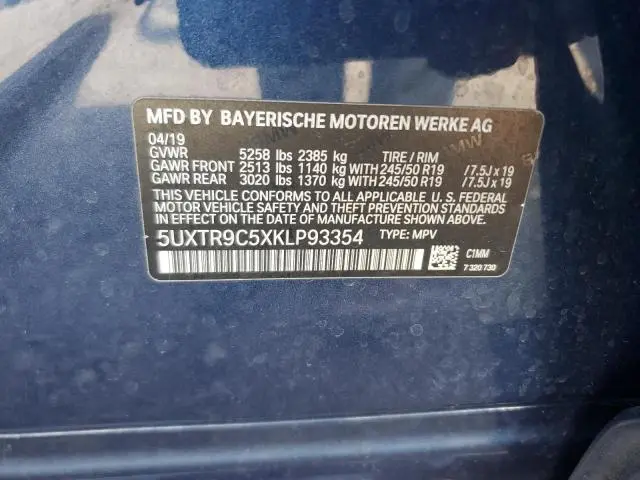 MFD BY BAYERISCHE MOTOREN WERKE AG
04/19
GVWR 5258 lbs 2385 kg TIRE / RIM
GAWR FRONT 2513 lbs 1140 kg WITH 245/50 R19 / 7.5J x 19
GAWR REAR 3020 lbs 1370 kg WITH 245/50 R19 / 7.5J x 19
THIS VEHICLE CONFORMS TO ALL APPLICABLE U. S. FEDERAL
MOTOR VEHICLE SAFETY AND THEFT PREVENTION STANDARDS
IN EFFECT ON THE DATE OF MANUFACTURE SHOWN ABOVE.
5UXTR9C5XKLP93354 TYPE: MPV
C1MM
7 320 730